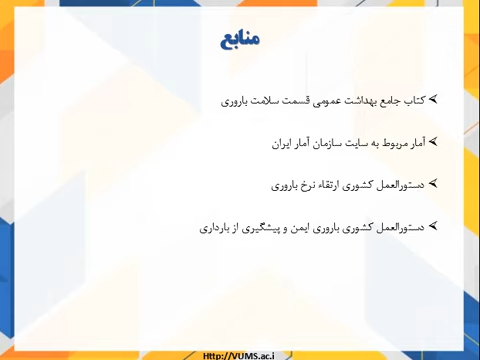 منابع
کتاب جامع بهداشت عمومی قسمت سلامت باروری
آمار مربوط به سایت سازمان آمار ایران
دستورالعمل کشوری ارتقاء نرخ باروری
دستورالعمل کشوری باروری ایمن و پیشگیری از بارداری
Http://VUMS.ac.i